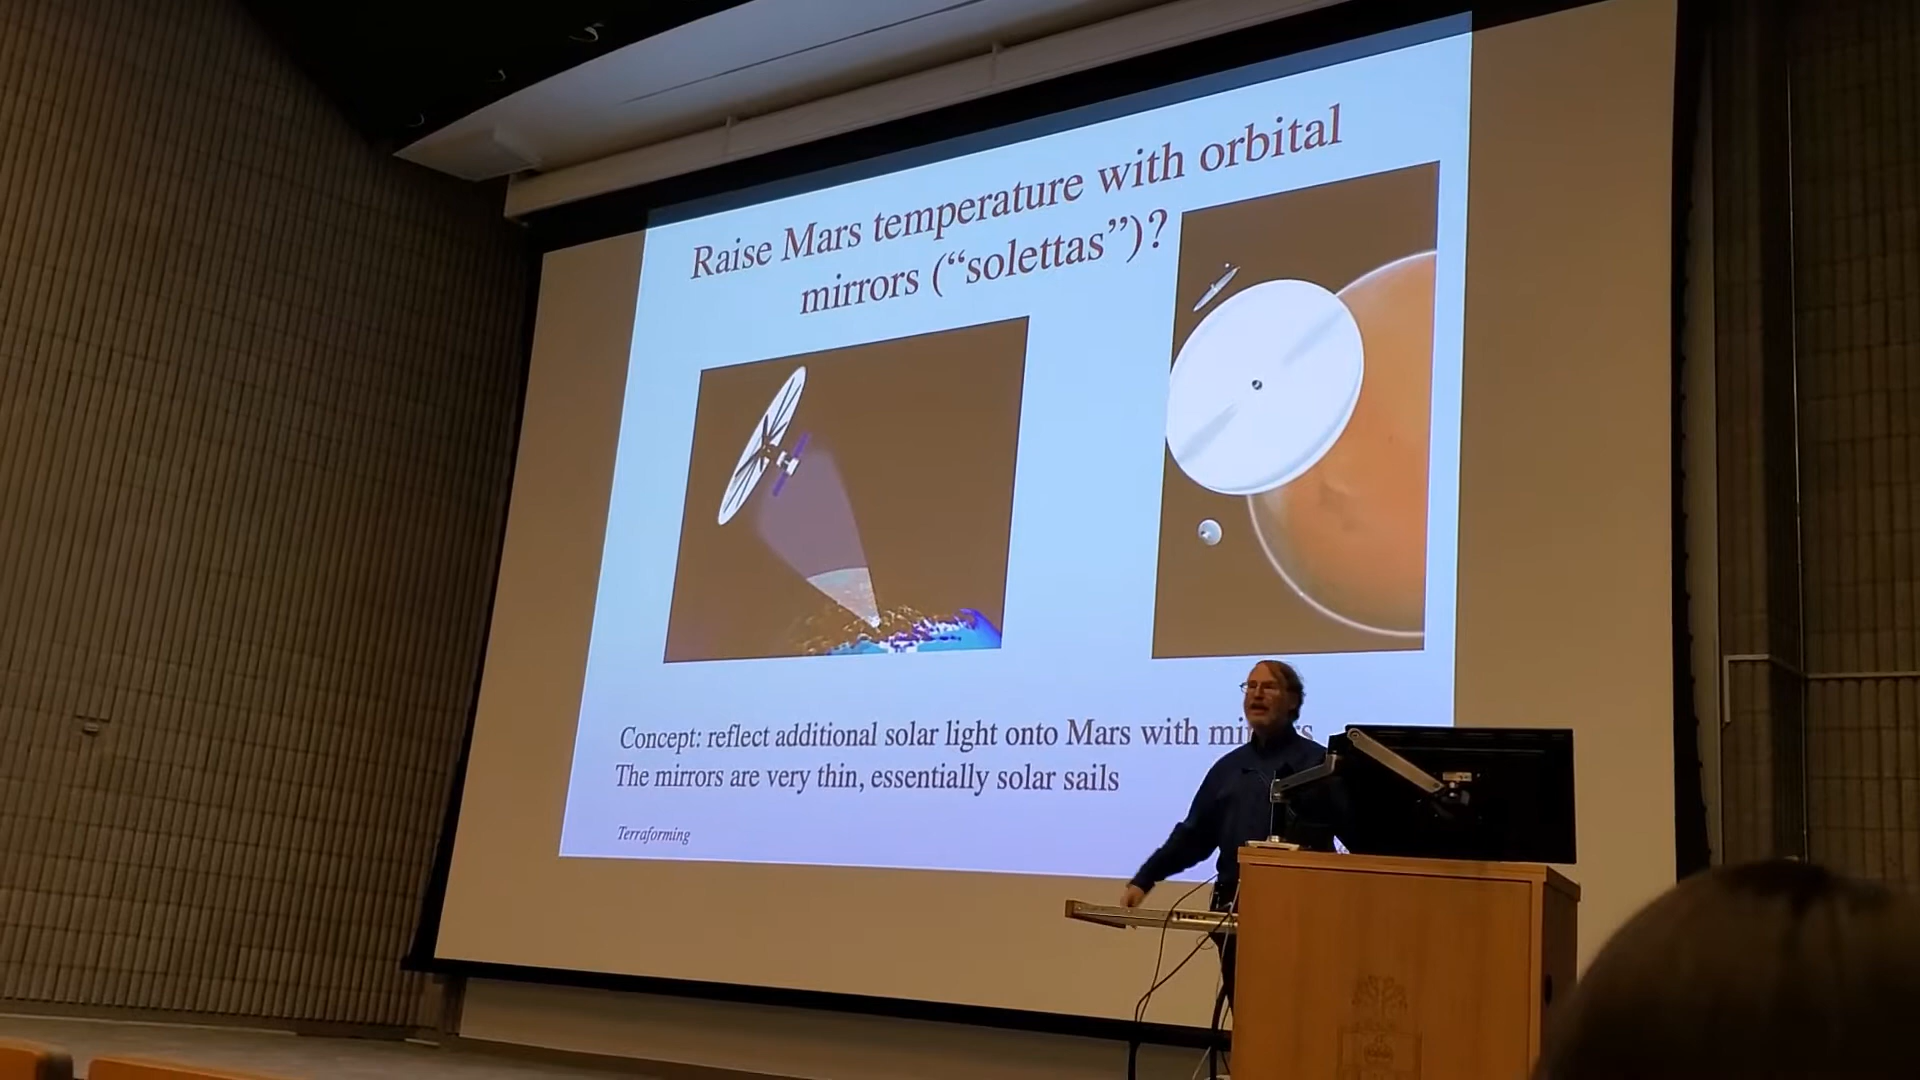 Raise Mars temperature with orbital
mirrors (“solettas”)?
Concept: reflect additional solar light onto Mars with
The mirrors are very thin, essentially solar sails
Terraforming